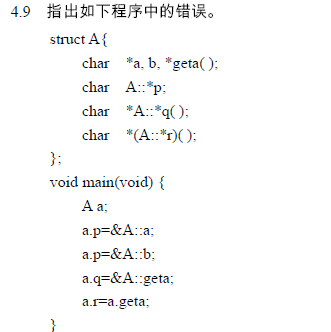 4.9 指出如下程序中的错误。
struct A{
char *a, b, *geta( );
char A::*p;
char *A::*q( );
char *(A::*r)( );
};
void main(void) {
A a;
a.p=&A::a;
a.p=&A::b;
a.q=&A::geta;
a.r=a.geta;
}